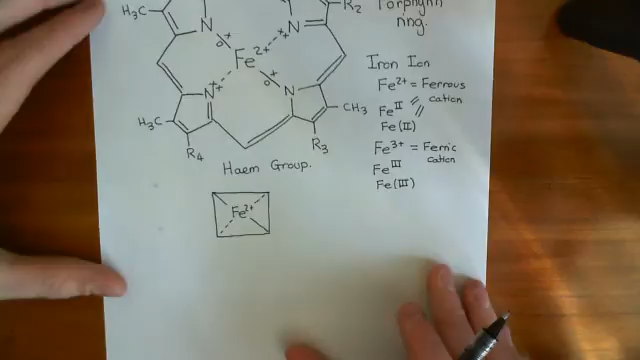 H₃C
N
N
R₂
Porphyrin
ring.
Fe²⁺
Iron Ion
Fe²⁺ = Ferrous
cation
N
N
CH₃
Feᴵᴵ
Fe(II)
H₃C
R₄
R₃
Fe³⁺ = Ferric
cation
Haem Group.
Feᴵᴵᴵ
Fe(III)
Fe²⁺